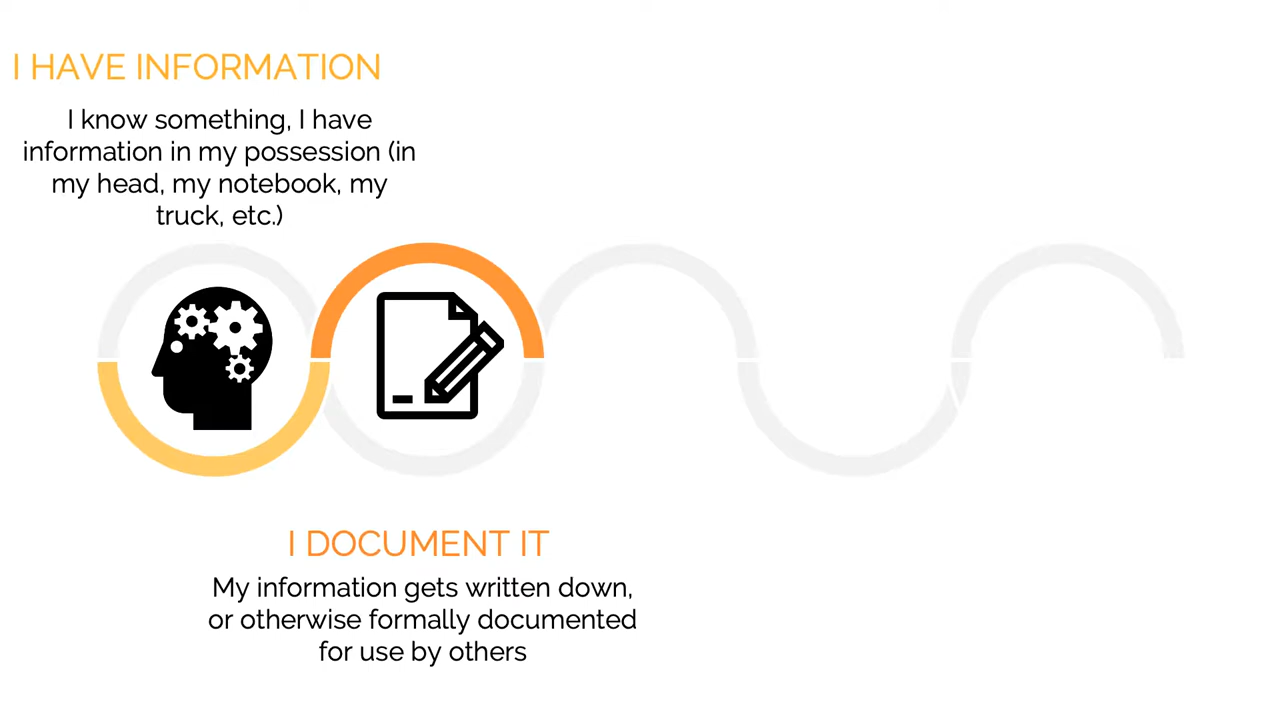 I HAVE INFORMATION
I know something, I have
information in my possession (in
my head, my notebook, my
truck, etc.)
I DOCUMENT IT
My information gets written down,
or otherwise formally documented
for use by others